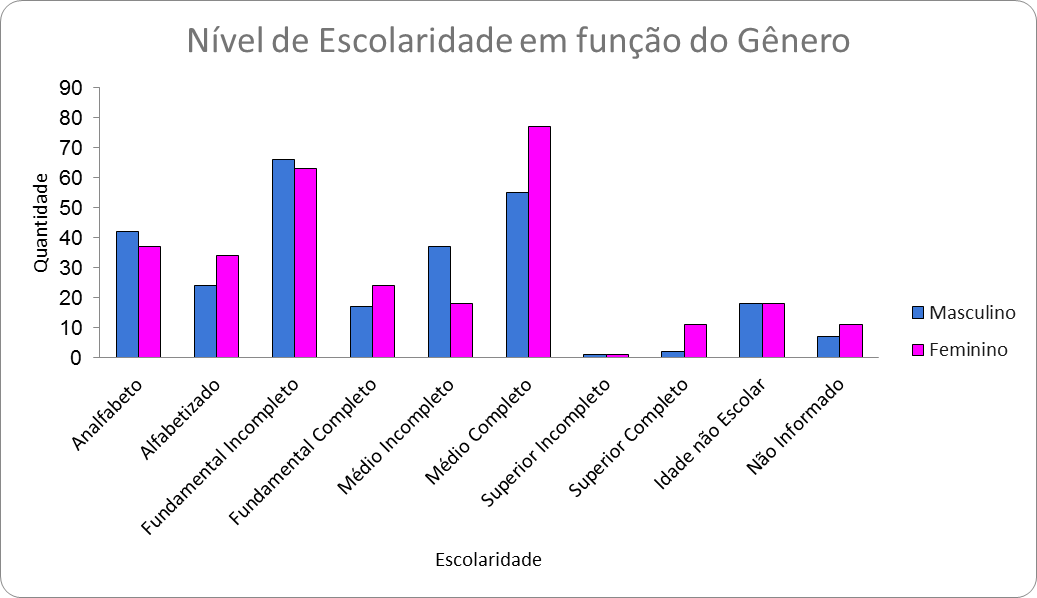 Nível de Escolaridade em função do Gênero
90
80
70
60
50
40
30
20
10
0
Quantidade
Analfabeto
Alfabetizado
Fundamental Incompleto
Fundamental Completo
Médio Incompleto
Médio Completo
Superior Incompleto
Superior Completo
Idade não Escolar
Não Informado
Escolaridade
Masculino
Feminino